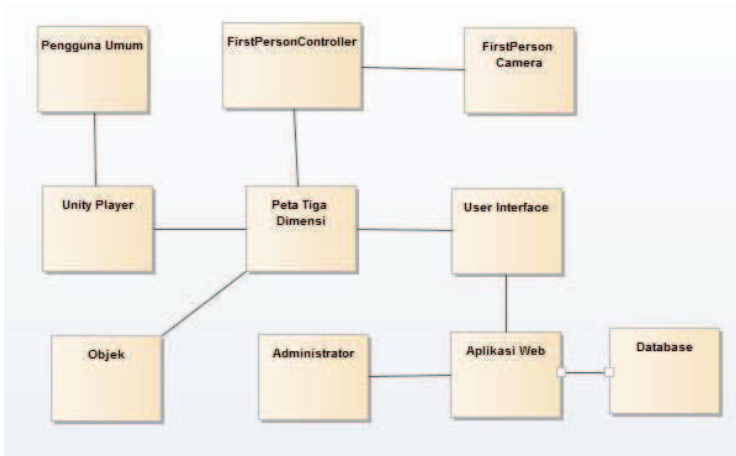 Pengguna Umum
FirstPersonController
FirstPerson
Camera
Unity Player
Peta Tiga
Dimensi
User Interface
Objek
Administrator
Aplikasi Web
Database